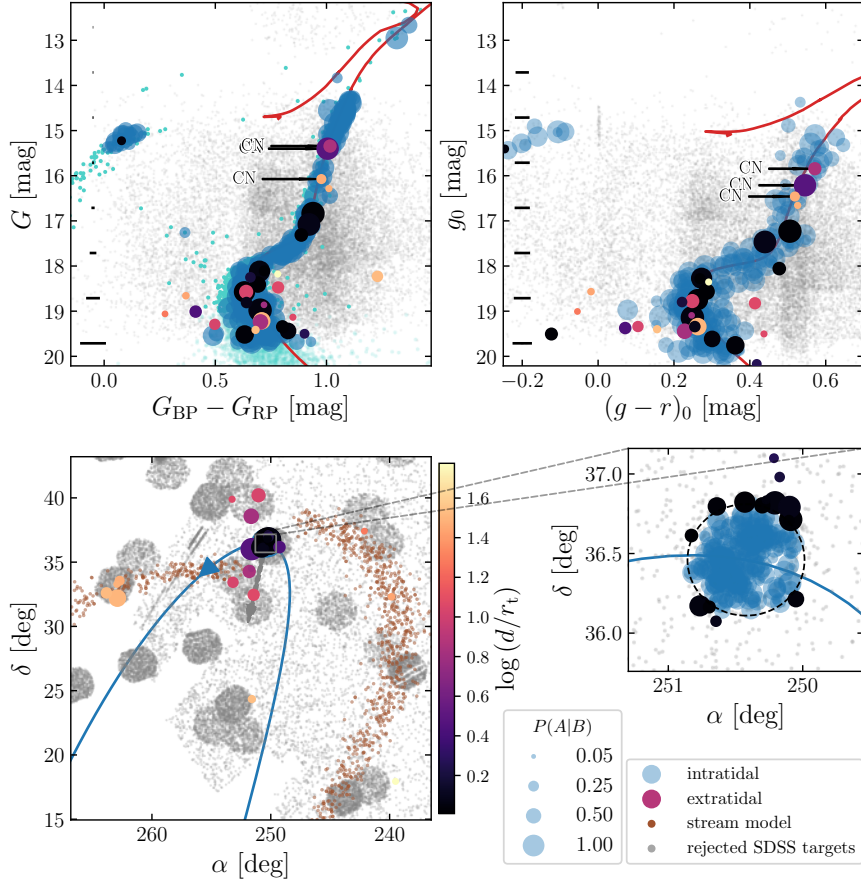 13
14
15
16
17
18
19
20
G [mag]
CN
CN
CN
0.0
0.5
1.0
G_BP − G_RP [mag]
13
14
15
16
17
18
19
20
g_0 [mag]
CN
CN
CN
−0.2
0.0
0.2
0.4
0.6
(g − r)_0 [mag]
40
35
30
25
20
15
δ [deg]
260
250
240
α [deg]
1.6
1.4
1.2
1.0
0.8
0.6
0.4
0.2
log (d/r_t)
37.0
36.5
36.0
δ [deg]
251
250
α [deg]
P(A|B)
0.05
0.25
0.50
1.00
intratidal
extratidal
stream model
rejected SDSS targets